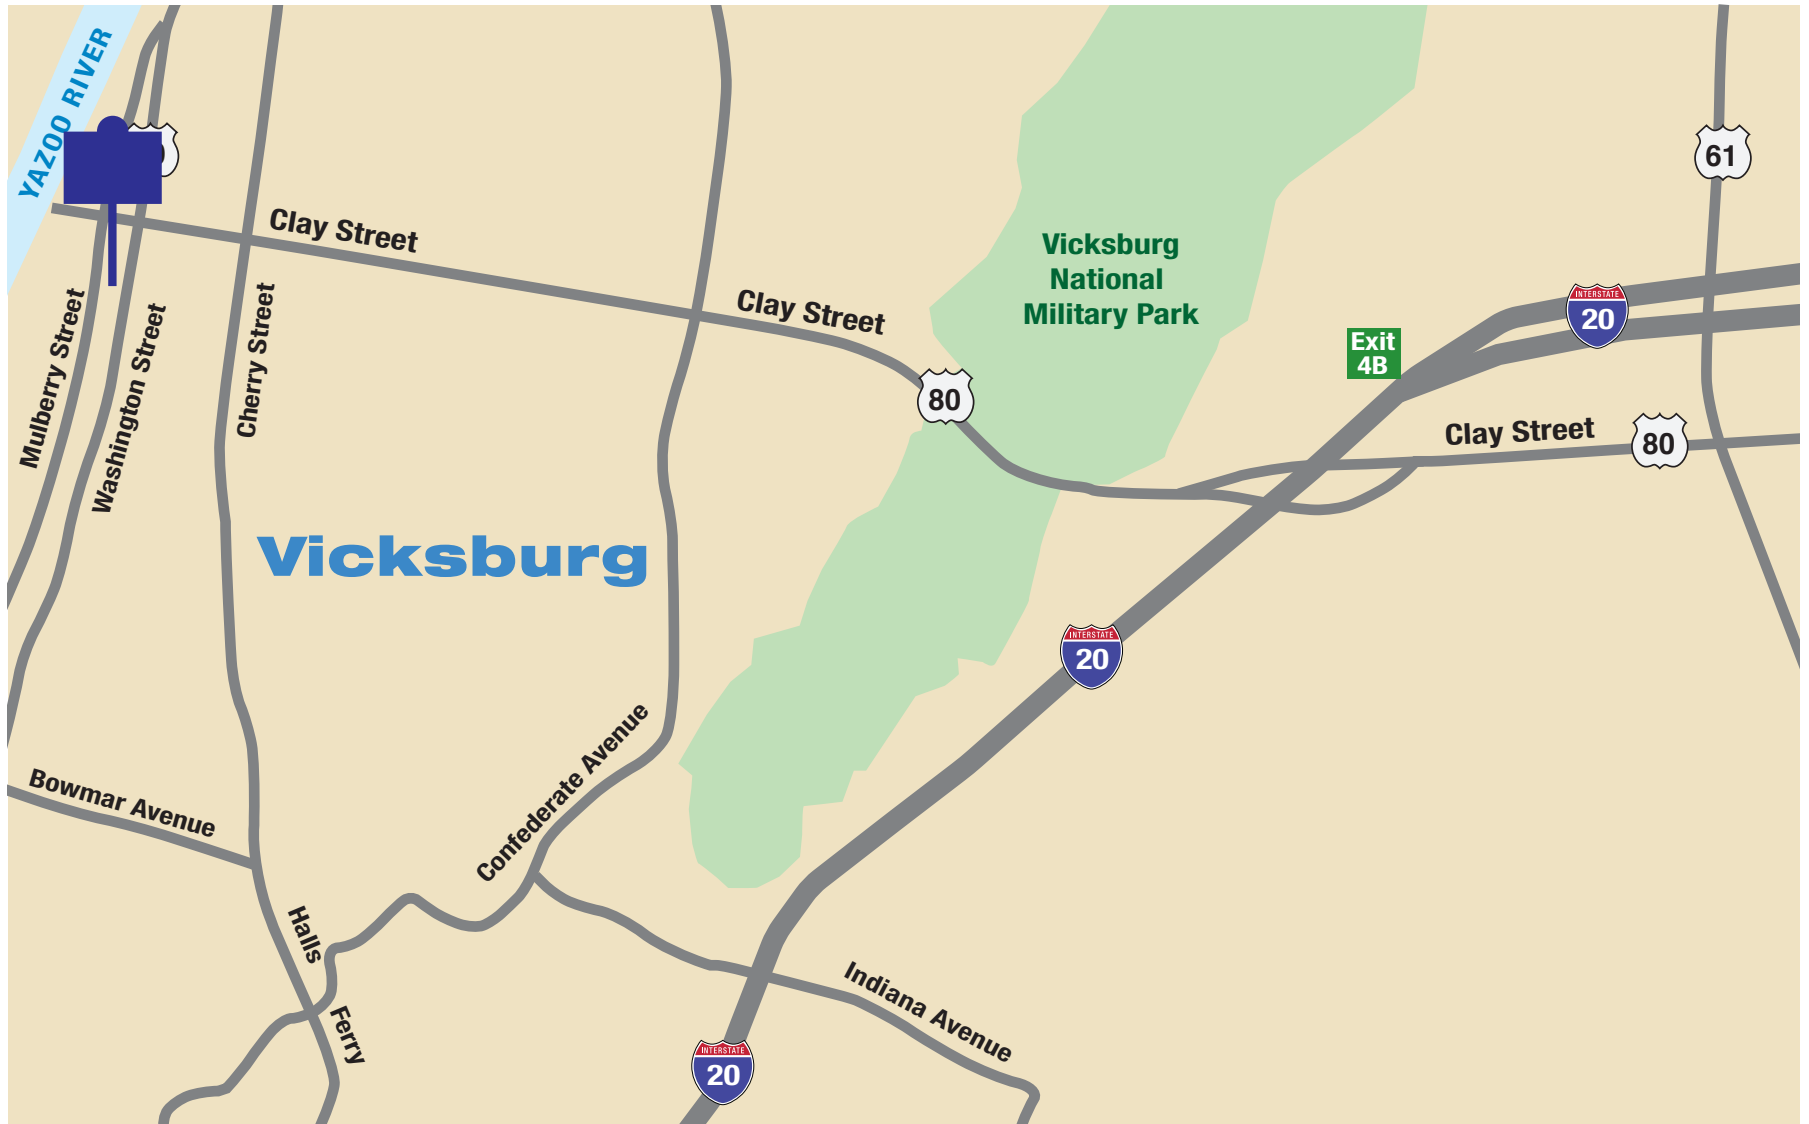 YAZOO RIVER
61
Clay Street
Vicksburg
National
Military Park
Clay Street
INTERSTATE
20
Exit
4B
Mulberry Street
Washington Street
Cherry Street
80
Clay Street
80
Vicksburg
INTERSTATE
20
Confederate Avenue
Bowmar Avenue
Halls
Ferry
Indiana Avenue
INTERSTATE
20